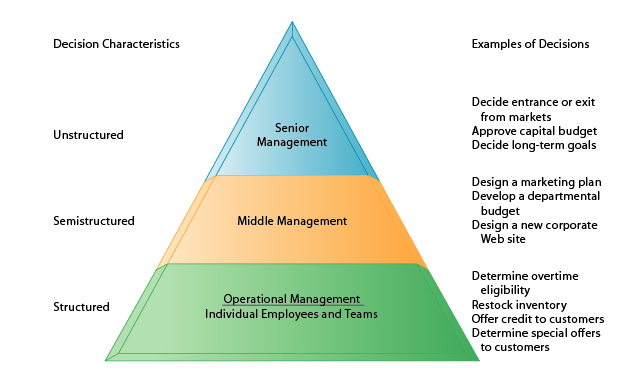 Decision Characteristics
Examples of Decisions
Unstructured
Senior
Management
Decide entrance or exit
from markets
Approve capital budget
Decide long-term goals
Semistructured
Middle Management
Design a marketing plan
Develop a departmental
budget
Design a new corporate
Web site
Structured
Operational Management
Individual Employees and Teams
Determine overtime
eligibility
Restock inventory
Offer credit to customers
Determine special offers
to customers